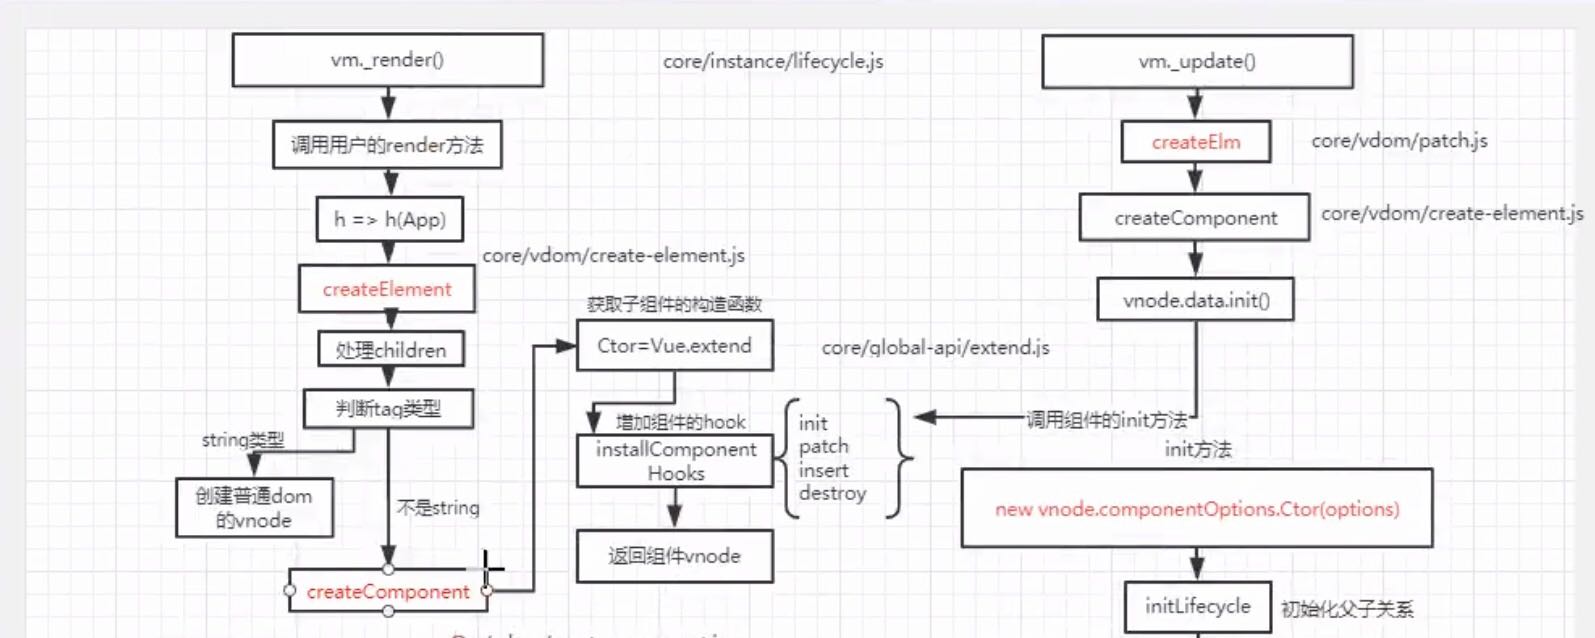 vm._render()
core/instance/lifecycle.js
vm._update()
调用用户的render方法
createElm
core/vdom/patch.js
h => h(App)
createComponent
core/vdom/create-element.js
core/vdom/create-element.js
createElement
获取子组件的构造函数
vnode.data.init()
处理children
Ctor=Vue.extend
core/global-api/extend.js
判断tag类型
增加组件的hook
调用组件的init方法
string类型
installComponent
Hooks
init
patch
insert
destroy
init方法
创建普通dom
的vnode
不是string
new vnode.componentOptions.Ctor(options)
返回组件vnode
createComponent
initLifecycle
初始化父子关系